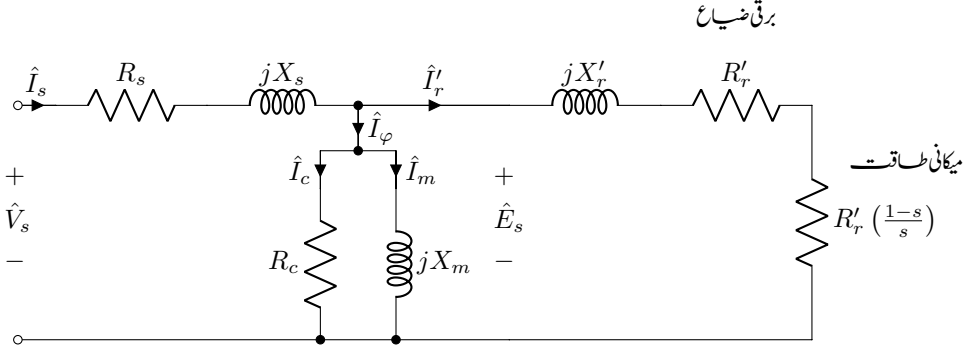 برقی ضیاع
Î_s R_s jX_s Î'_r jX'_r R'_r
Î_φ
Î_c Î_m
میکانی طاقت
+ +
V̂_s Ê_s R'_r (\frac{1-s}{s})
R_c jX_m
− −